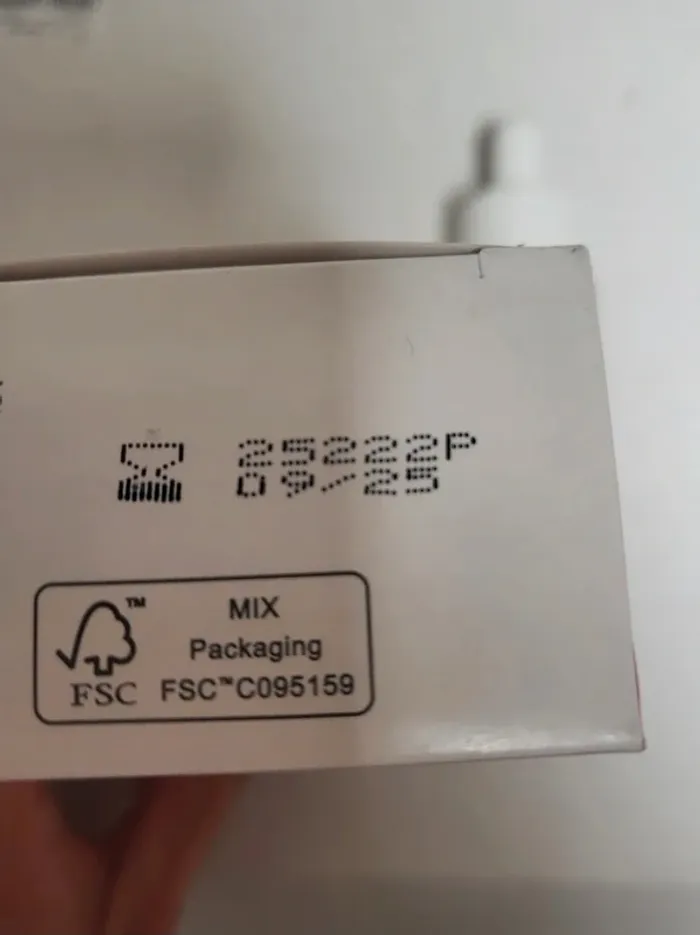 25222P
09/25
TM
MIX
Packaging
FSC
FSC™C095159